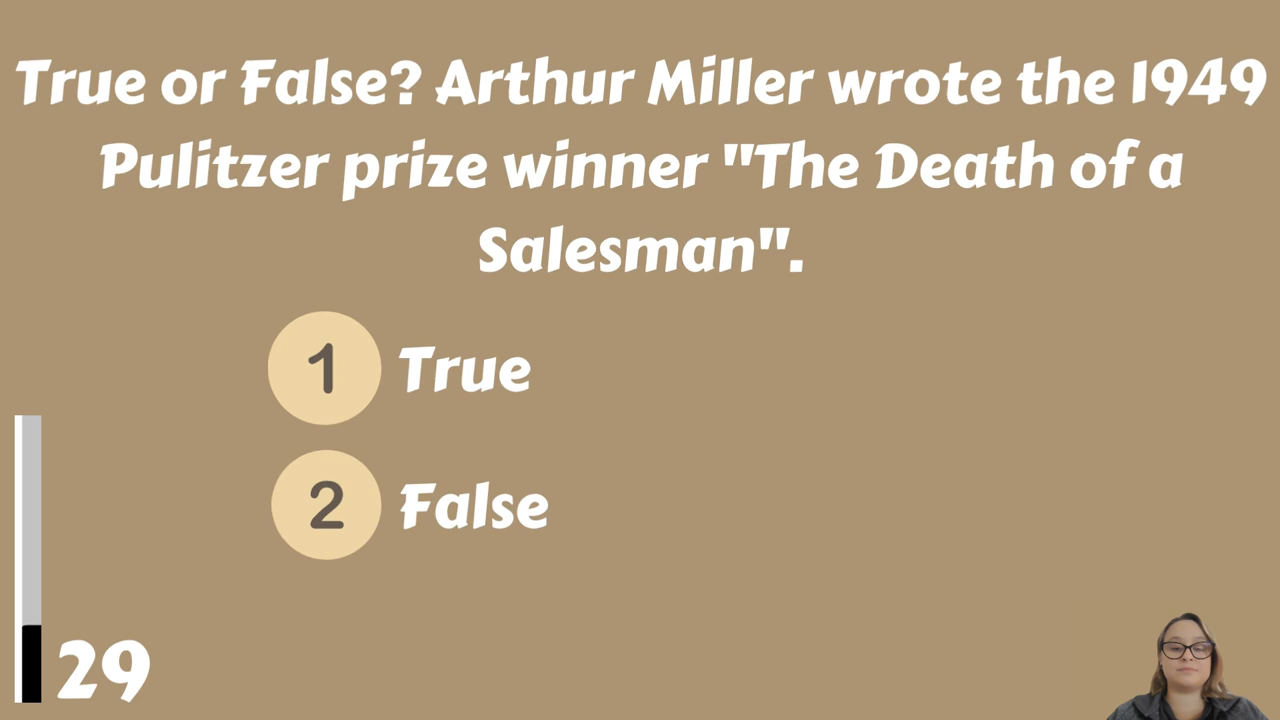 True or False? Arthur Miller wrote the 1949
Pulitzer prize winner "The Death of a
Salesman".
1 True
2 False
29